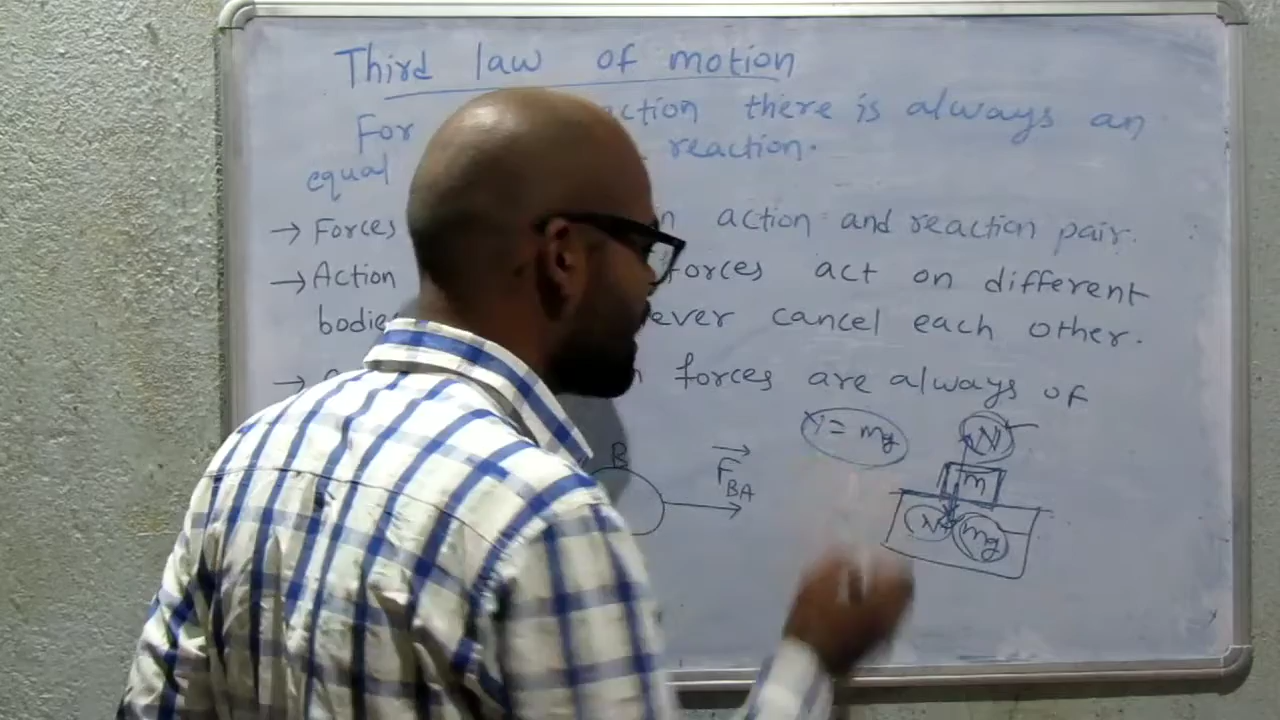 Third law of motion
For action there is always an
equal reaction.
→ Forces action and reaction pair.
→ Action forces act on different
bodies never cancel each other.
→ forces are always of
N = mg N
B F BA m
N mg